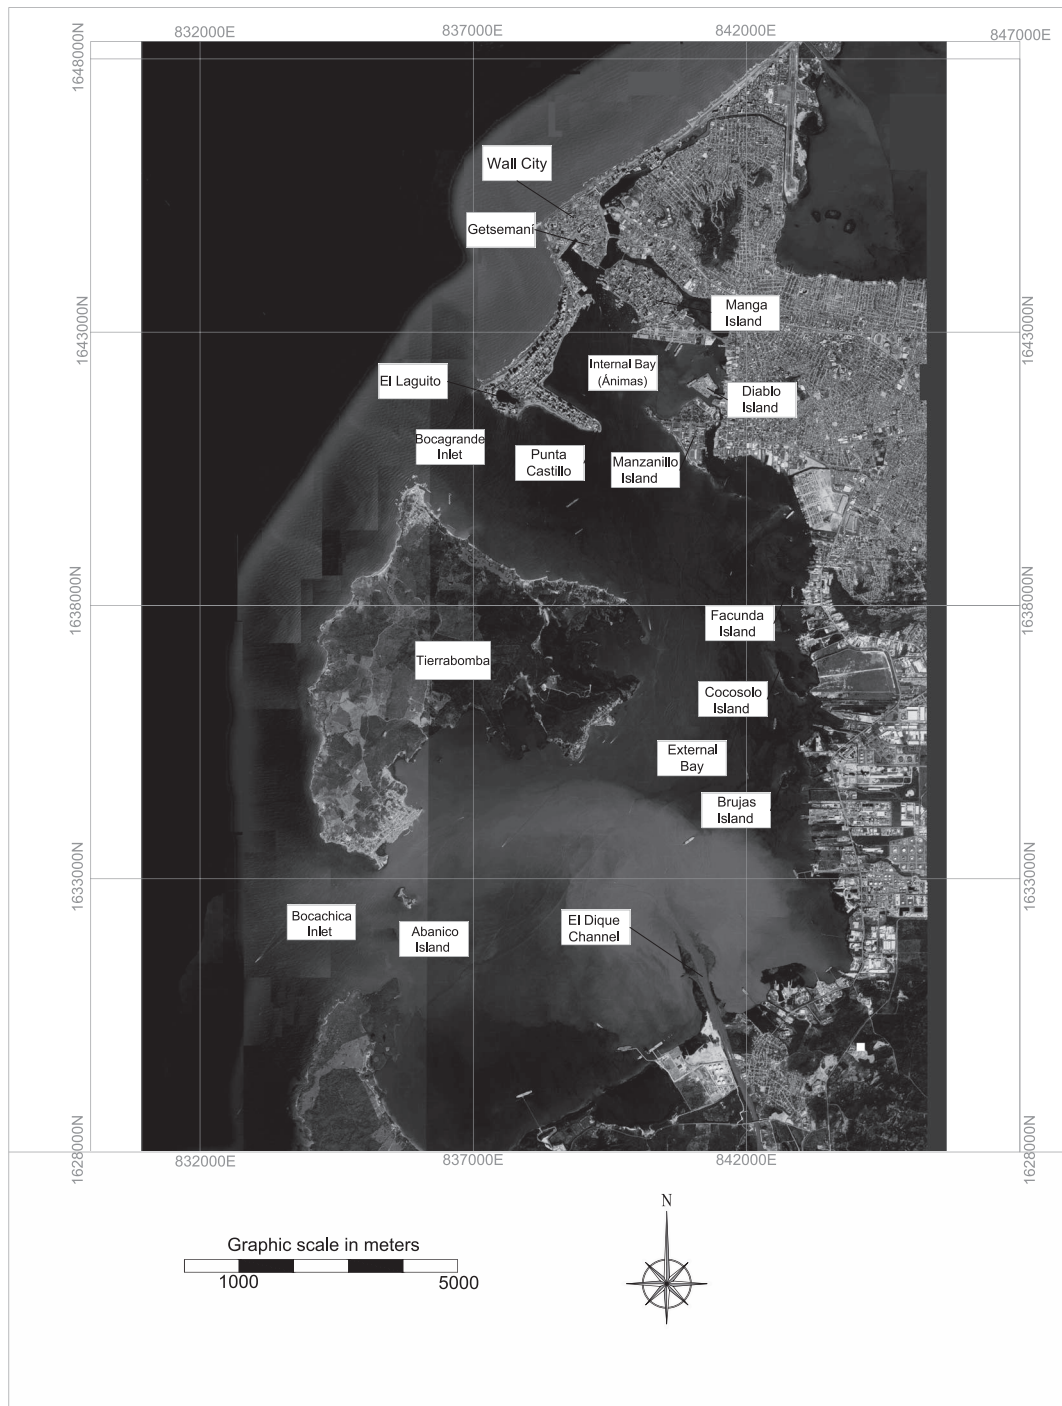 832000E
837000E
842000E
847000E
1648000N
Wall City
Getsemaní
Manga
Island
1643000N
1643000N
Internal Bay
(Ánimas)
El Laguito
Diablo
Island
Bocagrande
Inlet
Punta
Castillo
Manzanillo
Island
1638000N
1638000N
Facunda
Island
Tierrabomba
Cocosolo
Island
External
Bay
Brujas
Island
1633000N
1633000N
Bocachica
Inlet
Abanico
Island
El Dique
Channel
1628000N
1628000N
832000E
837000E
842000E
N
Graphic scale in meters
1000
5000